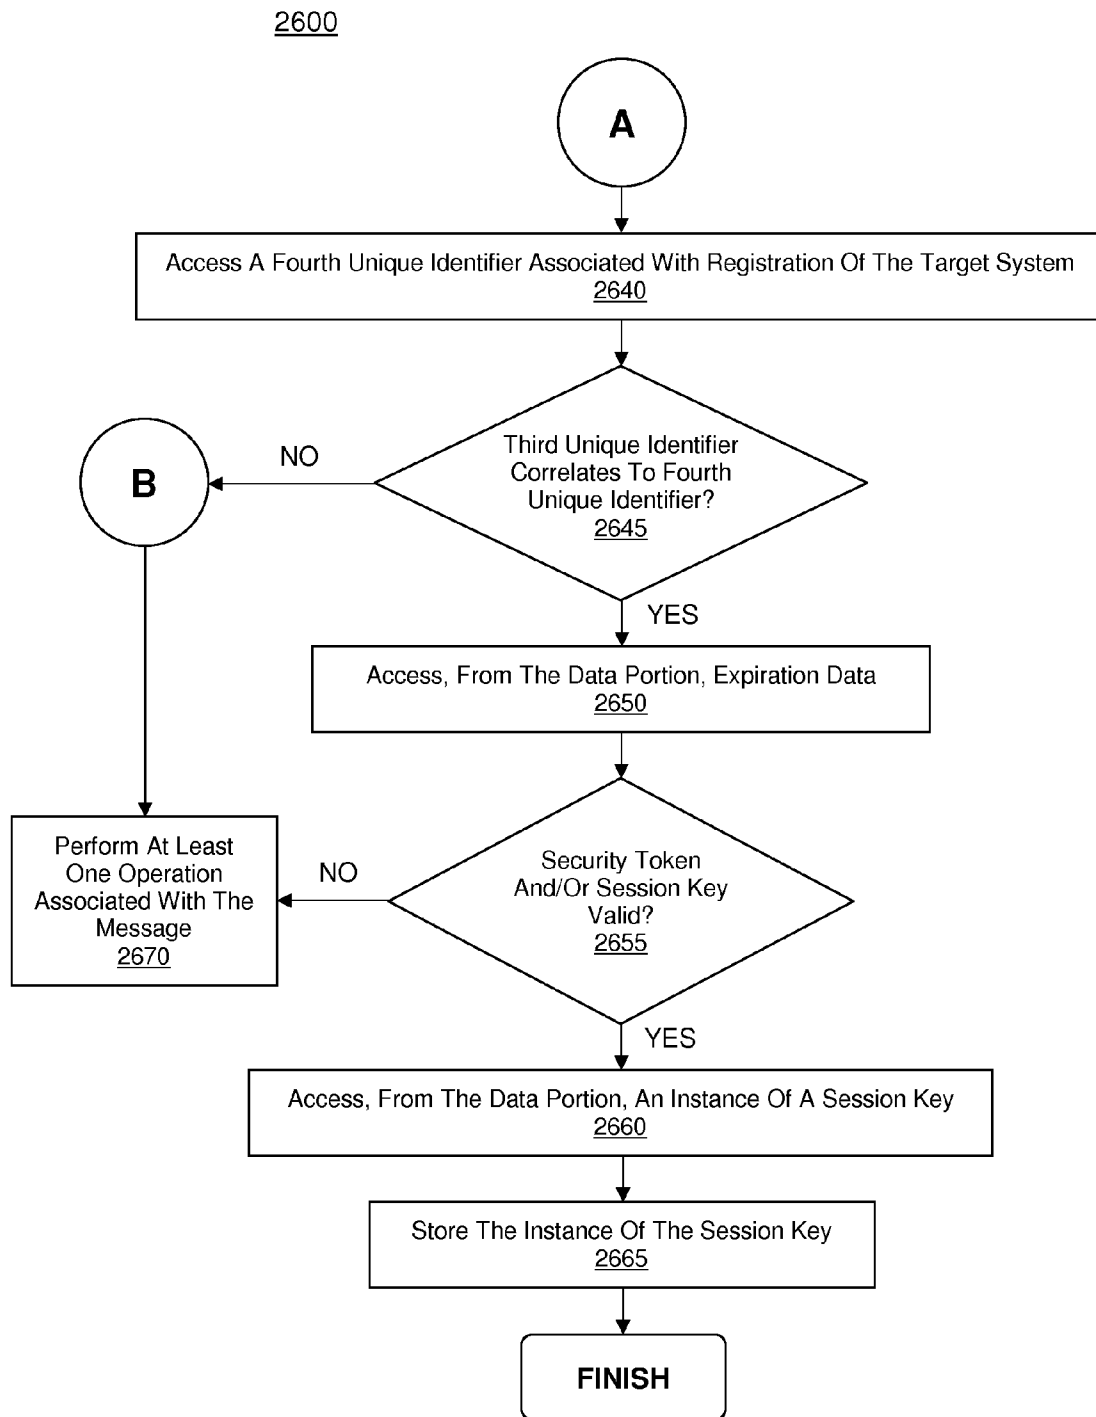 2600
A
Access A Fourth Unique Identifier Associated With Registration Of The Target System
2640
Third Unique Identifier
Correlates To Fourth
Unique Identifier?
2645
NO
B
YES
Access, From The Data Portion, Expiration Data
2650
Security Token
And/Or Session Key
Valid?
2655
NO
Perform At Least
One Operation
Associated With The
Message
2670
YES
Access, From The Data Portion, An Instance Of A Session Key
2660
Store The Instance Of The Session Key
2665
FINISH